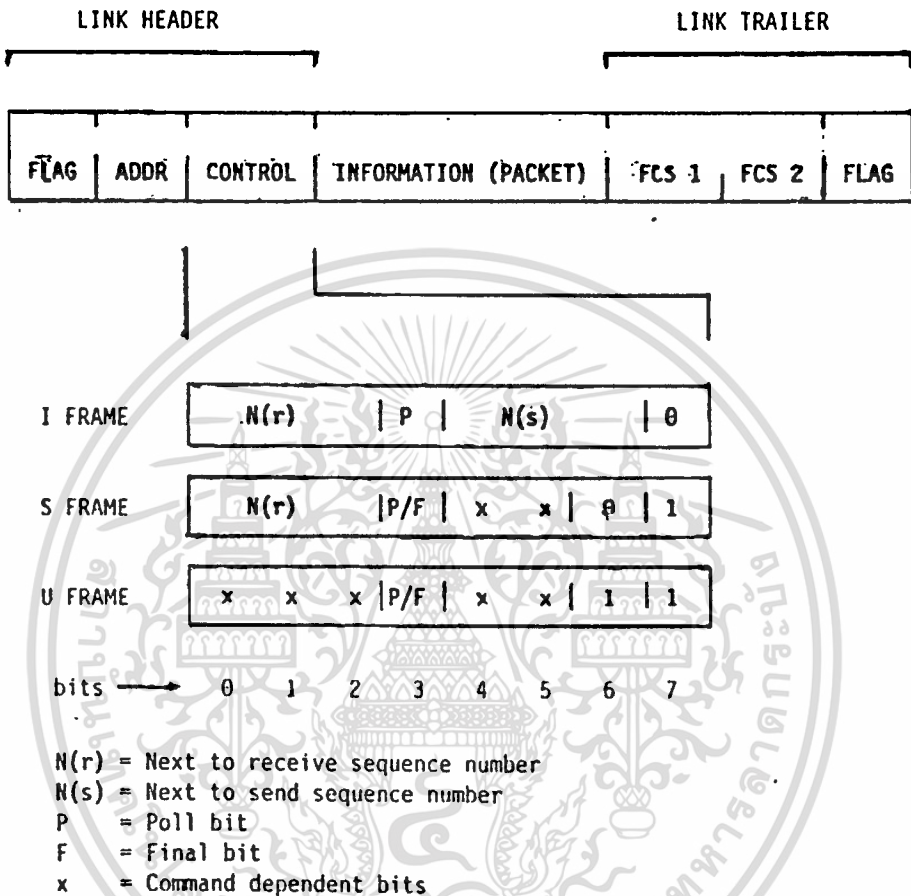 LINK HEADER LINK TRAILER
FLAG | ADDR | CONTROL | INFORMATION (PACKET) | FCS 1 | FCS 2 | FLAG
I FRAME N(r) | P | N(s) | 0
S FRAME N(r) |P/F | x x | 0 | 1
U FRAME x x x |P/F | x x | 1 | 1
bits → 0 1 2 3 4 5 6 7
N(r) = Next to receive sequence number
N(s) = Next to send sequence number
P = Poll bit
F = Final bit
x = Command dependent bits